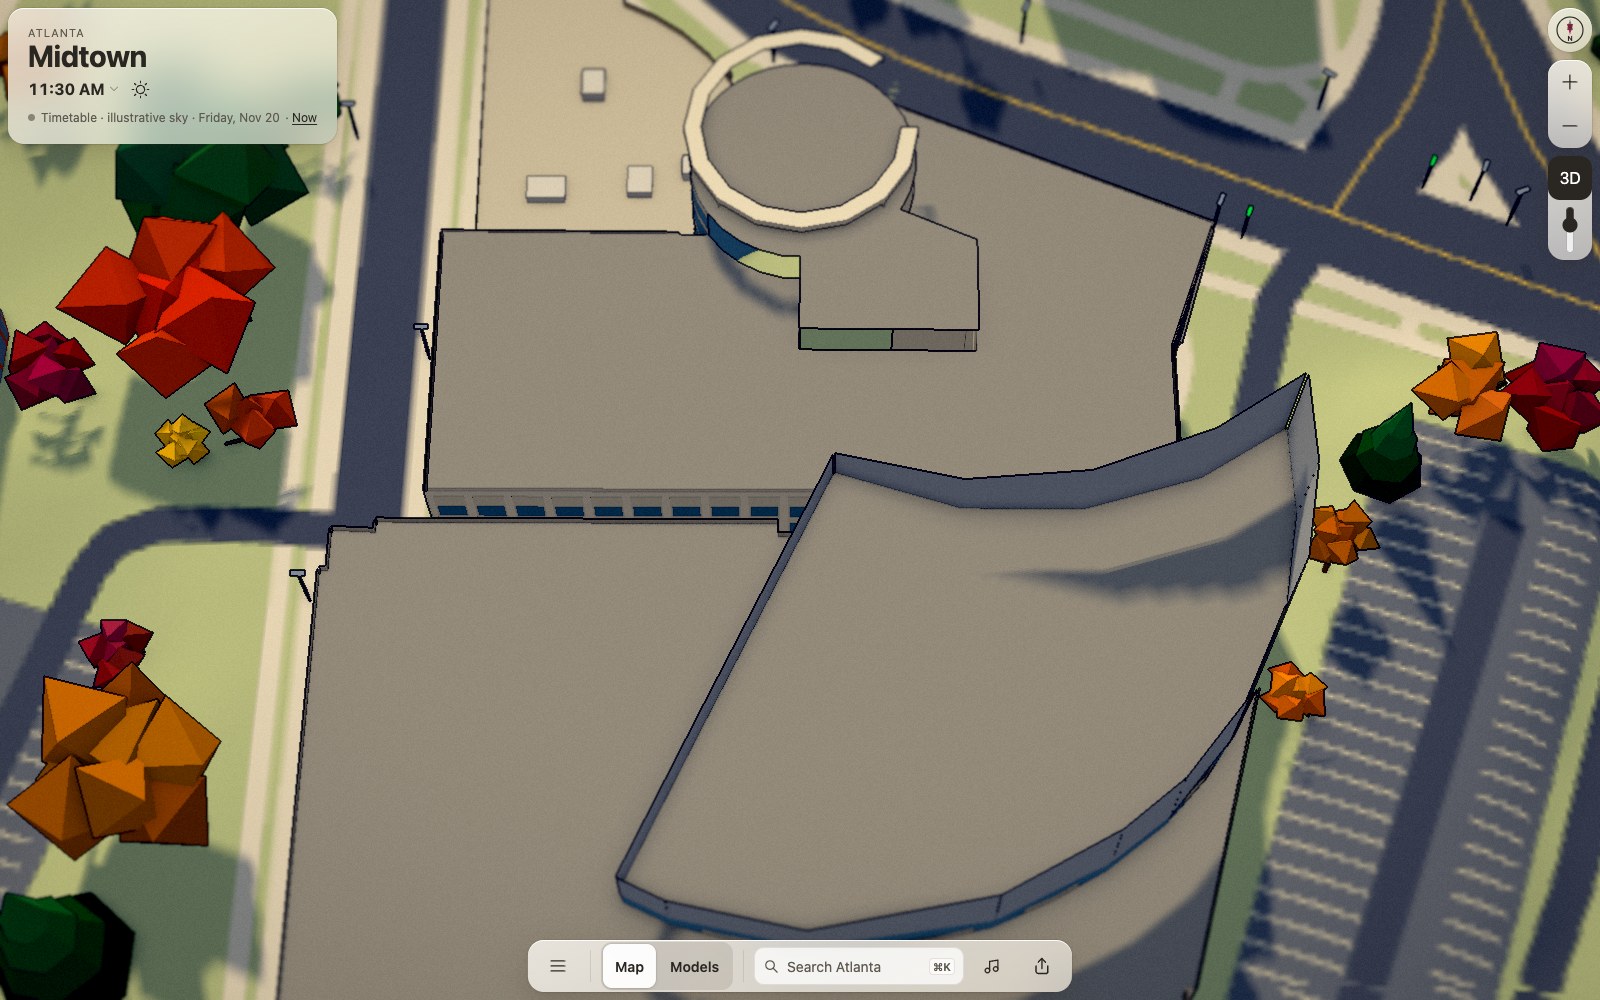 ATLANTA
Midtown
11:30 AM
Timetable · illustrative sky · Friday, Nov 20 · Now
N
3D
Map
Models
Search Atlanta
⌘K